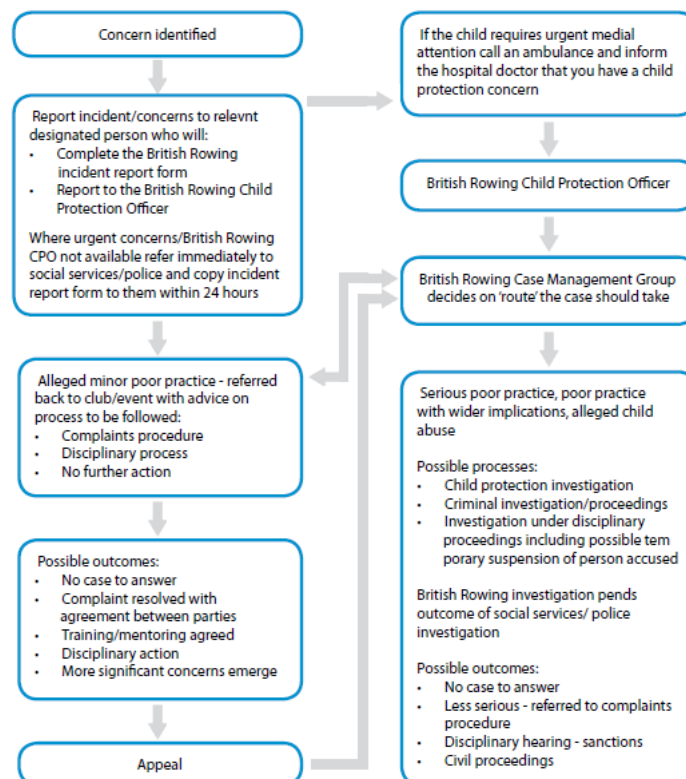 Concern identified
Report incident/concerns to relevnt
designated person who will:
• Complete the British Rowing
incident report form
• Report to the British Rowing Child
Protection Officer
Where urgent concerns/British Rowing
CPO not available refer immediately to
social services/police and copy incident
report form to them within 24 hours
Alleged minor poor practice - referred
back to club/event with advice on
process to be followed:
• Complaints procedure
• Disciplinary process
• No further action
Possible outcomes:
• No case to answer
• Complaint resolved with
agreement between parties
• Training/mentoring agreed
• Disciplinary action
• More significant concerns emerge
Appeal
If the child requires urgent medial
attention call an ambulance and inform
the hospital doctor that you have a child
protection concern
British Rowing Child Protection Officer
British Rowing Case Management Group
decides on ‘route’ the case should take
Serious poor practice, poor practice
with wider implications, alleged child
abuse
Possible processes:
• Child protection investigation
• Criminal investigation/proceedings
• Investigation under disciplinary
proceedings including possible tem
porary suspension of person accused
British Rowing investigation pends
outcome of social services/ police
investigation
Possible outcomes:
• No case to answer
• Less serious - referred to complaints
procedure
• Disciplinary hearing - sanctions
• Civil proceedings